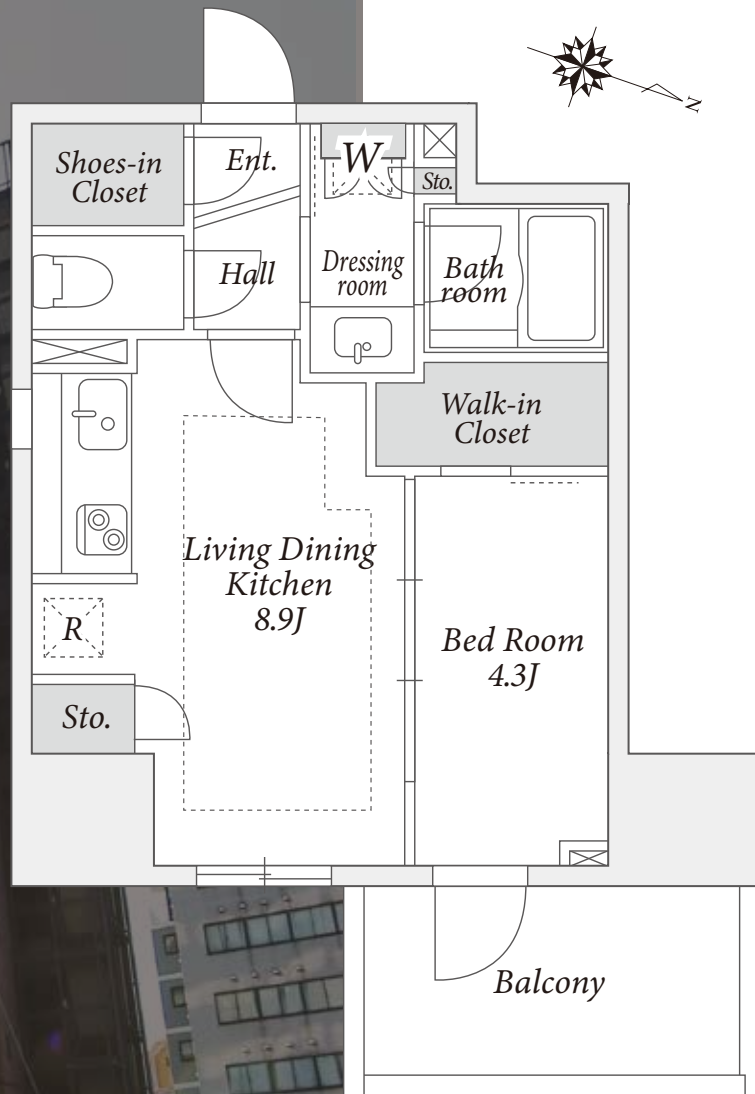 N
Shoes-in
Closet
Ent.
W
Sto.
Hall
Dressing
room
Bath
room
Walk-in
Closet
Living Dining
Kitchen
8.9J
R
Bed Room
4.3J
Sto.
Balcony